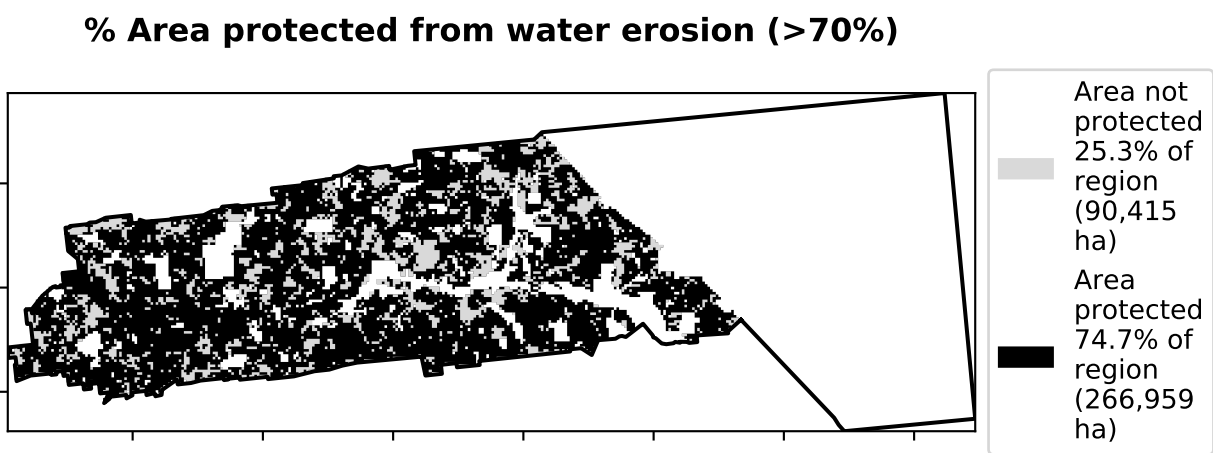 % Area protected from water erosion (>70%)
Area not
protected
25.3% of
region
(90,415
ha)
Area
protected
74.7% of
region
(266,959
ha)